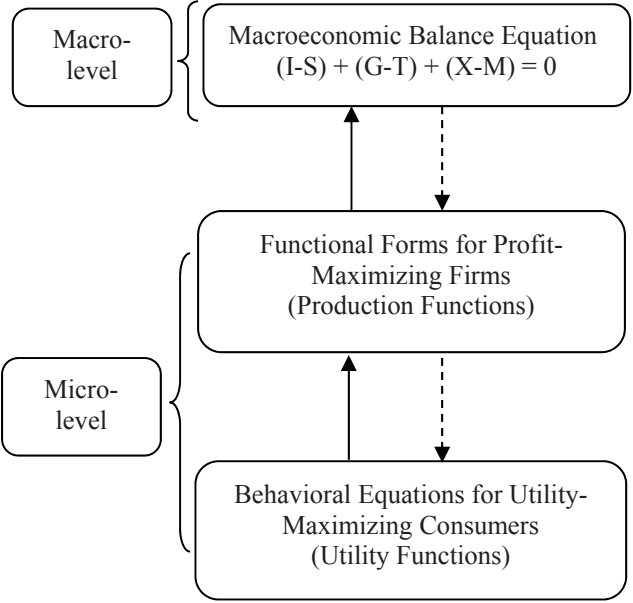 Macro-
level
Macroeconomic Balance Equation
(I-S) + (G-T) + (X-M) = 0
Functional Forms for Profit-
Maximizing Firms
(Production Functions)
Micro-
level
Behavioral Equations for Utility-
Maximizing Consumers
(Utility Functions)